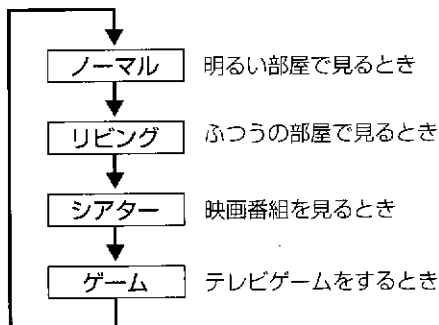 ノーマル 明るい部屋で見るとき
リビング ふつうの部屋で見るとき
シアター 映画番組を見るとき
ゲーム テレビゲームをするとき